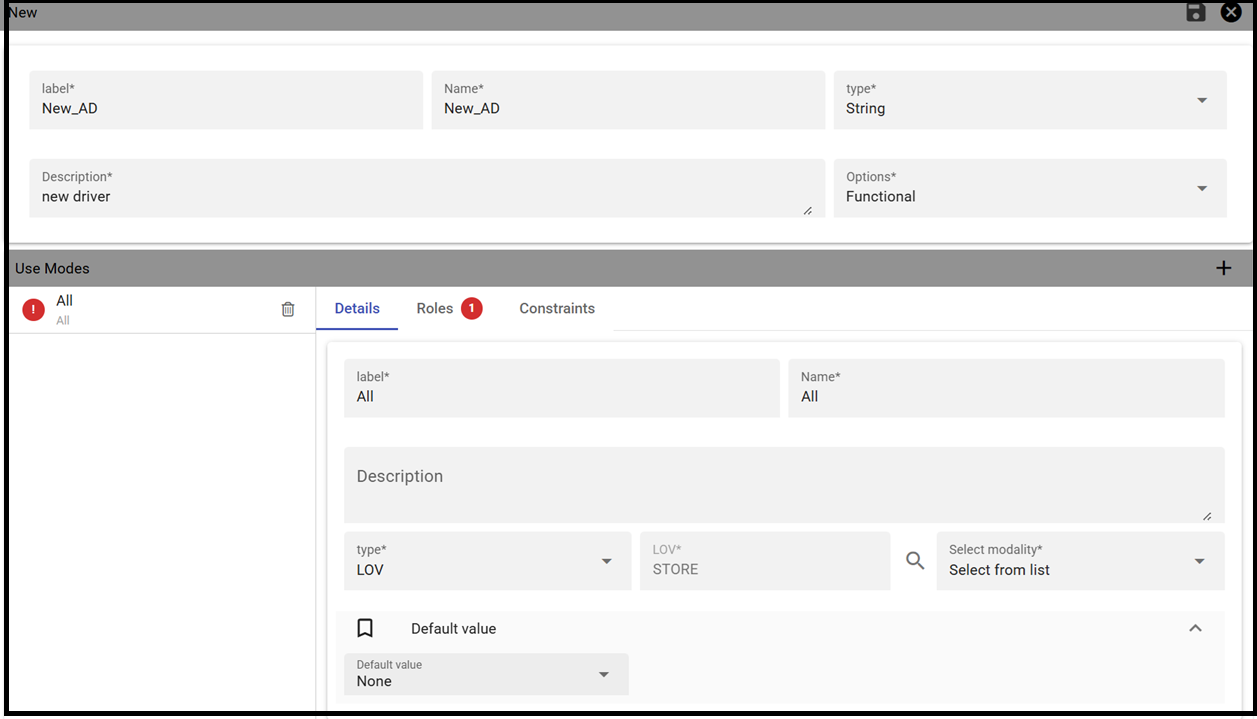 New
label*
New_AD
Name*
New_AD
type*
String
Description*
new driver
Options*
Functional
Use Modes
!
All
All
Details
Roles 1
Constraints
label*
All
Name*
All
Description
type*
LOV
LOV*
STORE
Select modality*
Select from list
Default value
Default value
None